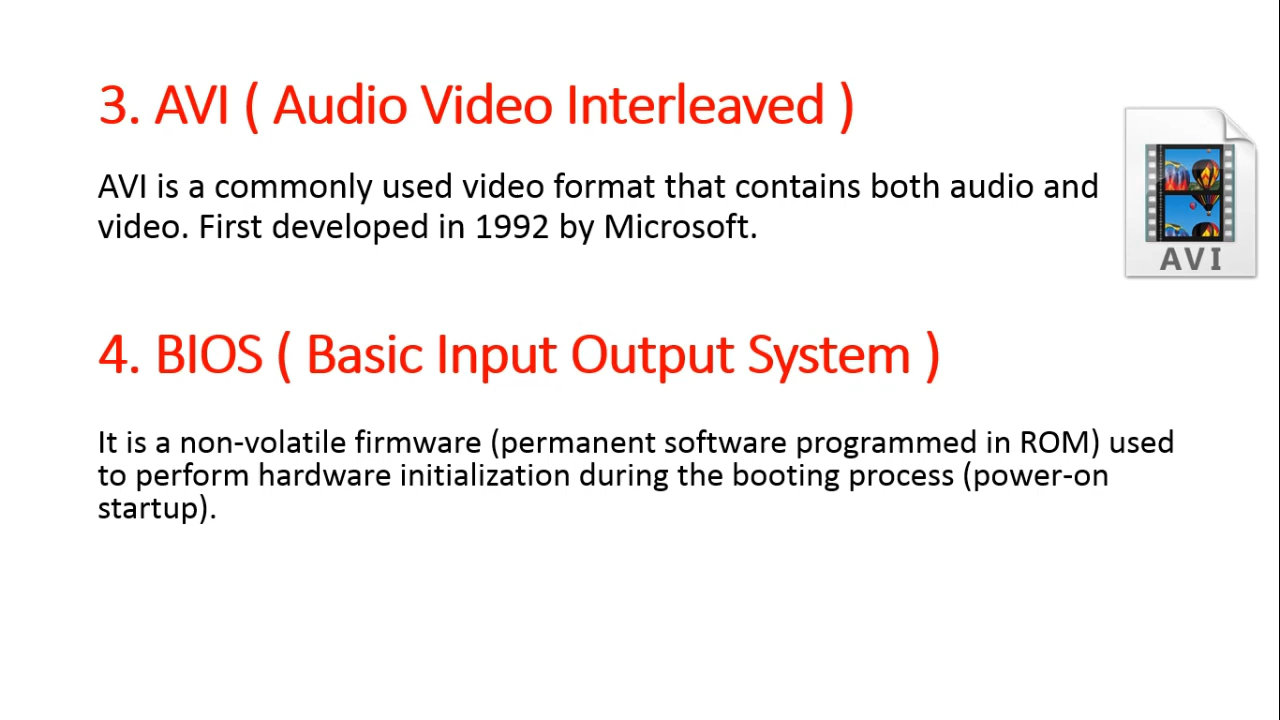 3. AVI ( Audio Video Interleaved )
AVI is a commonly used video format that contains both audio and
video. First developed in 1992 by Microsoft.
AVI
4. BIOS ( Basic Input Output System )
It is a non-volatile firmware (permanent software programmed in ROM) used
to perform hardware initialization during the booting process (power-on
startup).